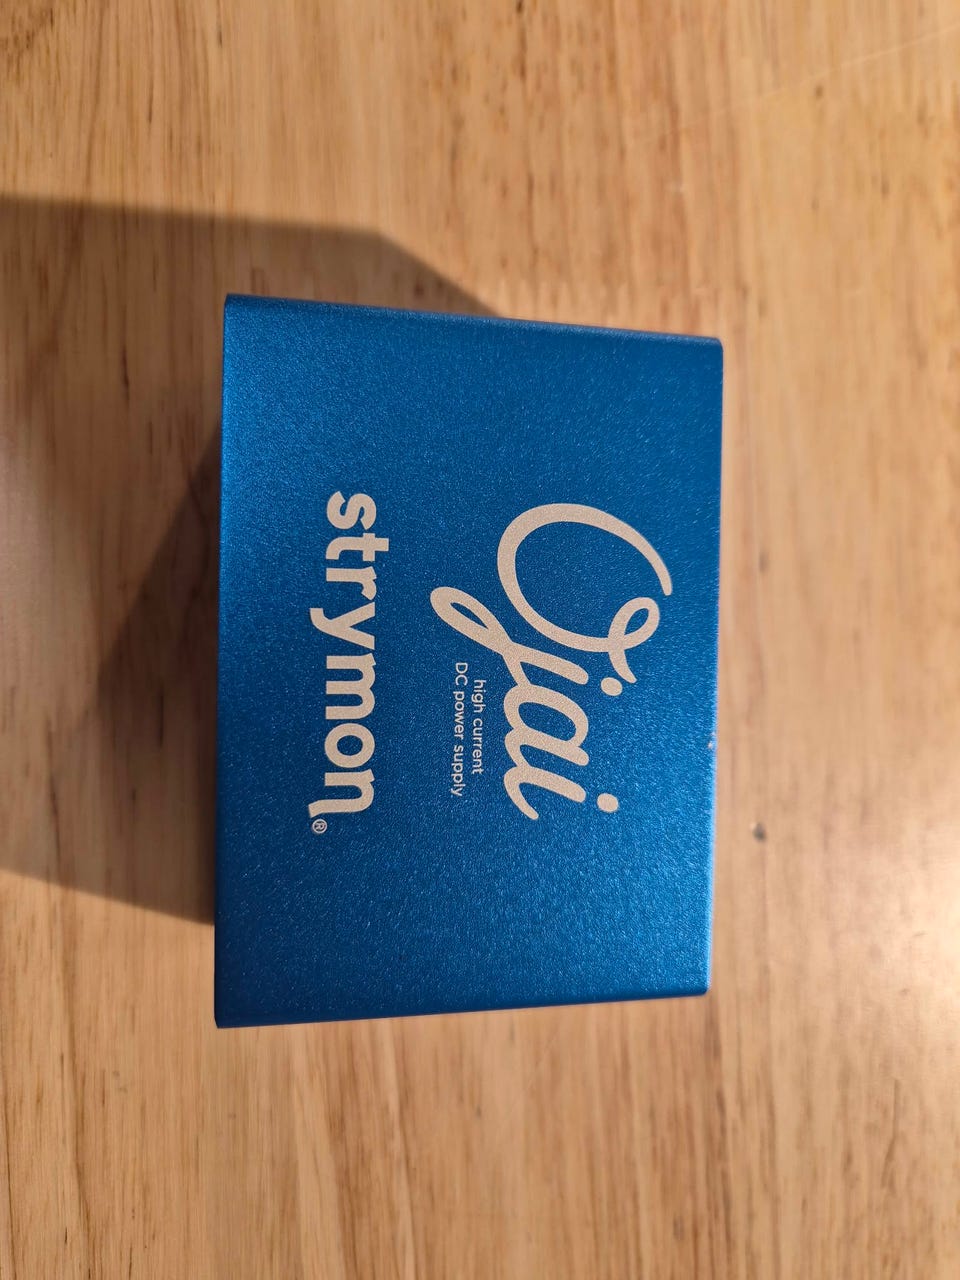 Ojai
high current
DC power supply
strymon®